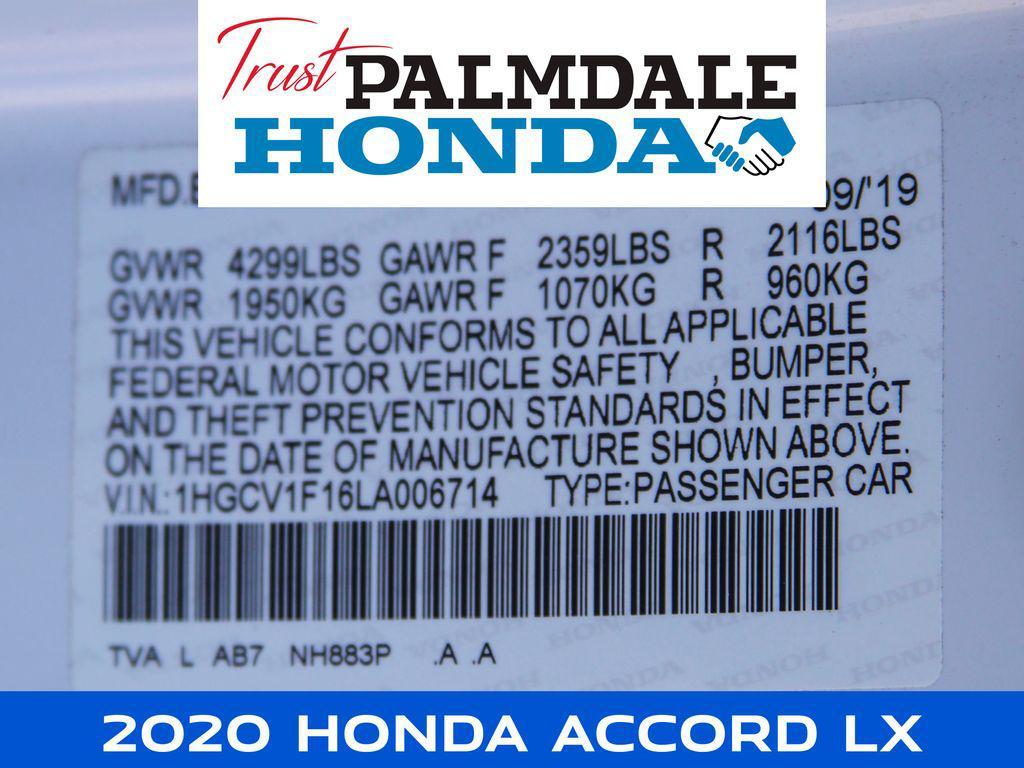 Trust
PALMDALE
HONDA
MFD. 09/'19
GVWR 4299LBS GAWR F 2359LBS R 2116LBS
GVWR 1950KG GAWR F 1070KG R 960KG
THIS VEHICLE CONFORMS TO ALL APPLICABLE
FEDERAL MOTOR VEHICLE SAFETY , BUMPER,
AND THEFT PREVENTION STANDARDS IN EFFECT
ON THE DATE OF MANUFACTURE SHOWN ABOVE.
V.I.N.:1HGCV1F16LA006714 TYPE:PASSENGER CAR
TVA L AB7 NH883P .A .A
2020 HONDA ACCORD LX